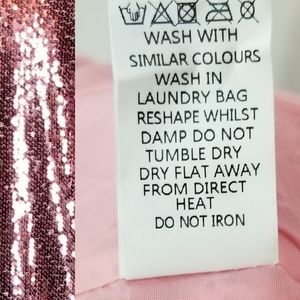 WASH WITH
SIMILAR COLOURS
WASH IN
LAUNDRY BAG
RESHAPE WHILST
DAMP DO NOT
TUMBLE DRY
DRY FLAT AWAY
FROM DIRECT
HEAT
DO NOT IRON